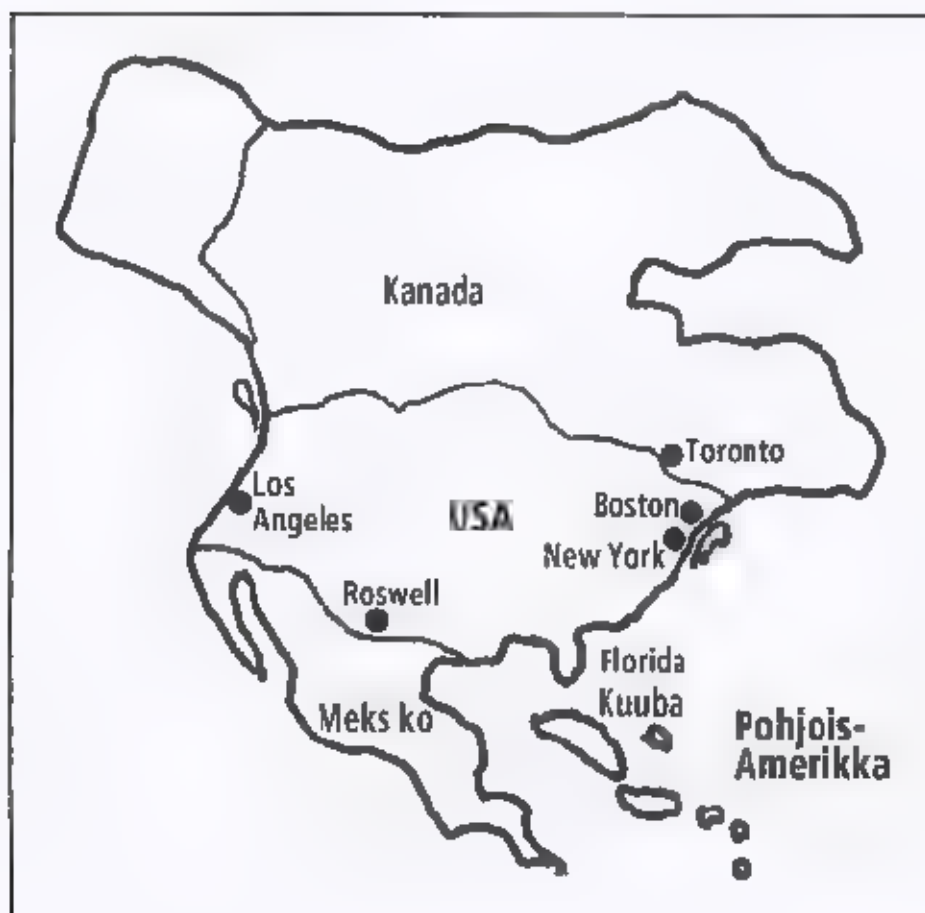 Kanada
Toronto
Los
Angeles
USA
Boston
New York
Roswell
Florida
Kuuba
Meks ko
Pohjois-
Amerikka